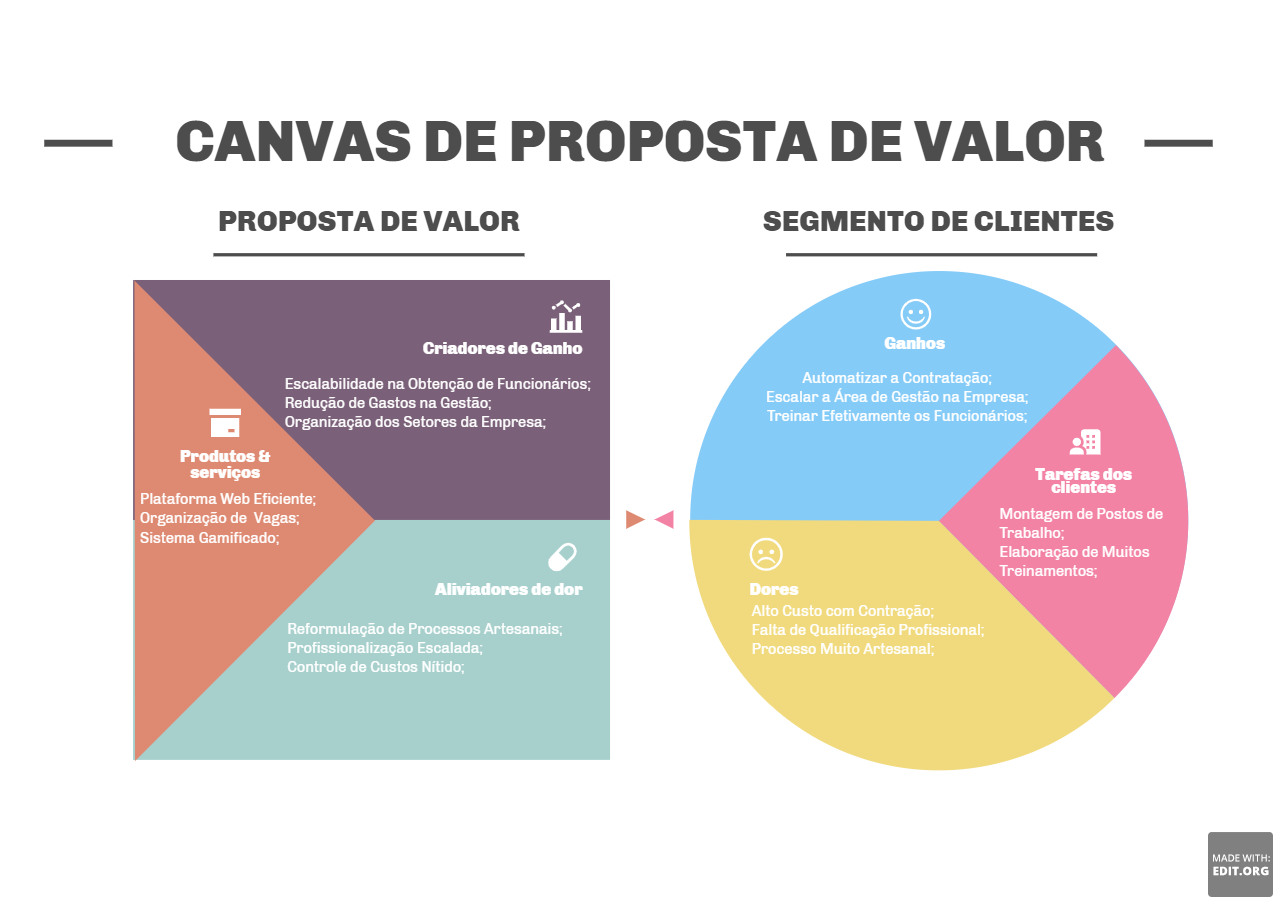 CANVAS DE PROPOSTA DE VALOR
PROPOSTA DE VALOR
Criadores de Ganho
Escalabilidade na Obtenção de Funcionários;
Redução de Gastos na Gestão;
Organização dos Setores da Empresa;
Produtos &
serviços
Plataforma Web Eficiente;
Organização de Vagas;
Sistema Gamificado;
Aliviadores de dor
Reformulação de Processos Artesanais;
Profissionalização Escalada;
Controle de Custos Nítido;
SEGMENTO DE CLIENTES
Ganhos
Automatizar a Contratação;
Escalar a Área de Gestão na Empresa;
Treinar Efetivamente os Funcionários;
Tarefas dos
clientes
Montagem de Postos de
Trabalho;
Elaboração de Muitos
Treinamentos;
Dores
Alto Custo com Contração;
Falta de Qualificação Profissional;
Processo Muito Artesanal;
MADE WITH:
EDIT.ORG